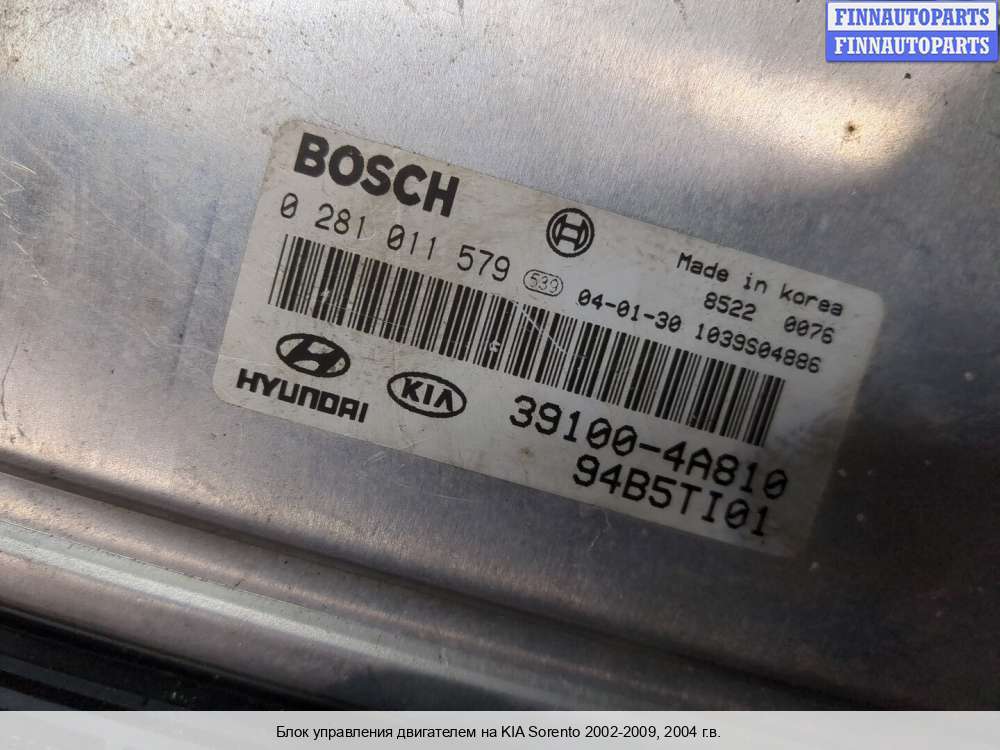 FINNAUTOPARTS
FINNAUTOPARTS
BOSCH
0 281 011 579
539
Made in korea
8522 0076
04-01-30 1039S04886
HYUNDAI
KIA
39100-4A810
94B5TI01
Блок управления двигателем на KIA Sorento 2002-2009, 2004 г.в.